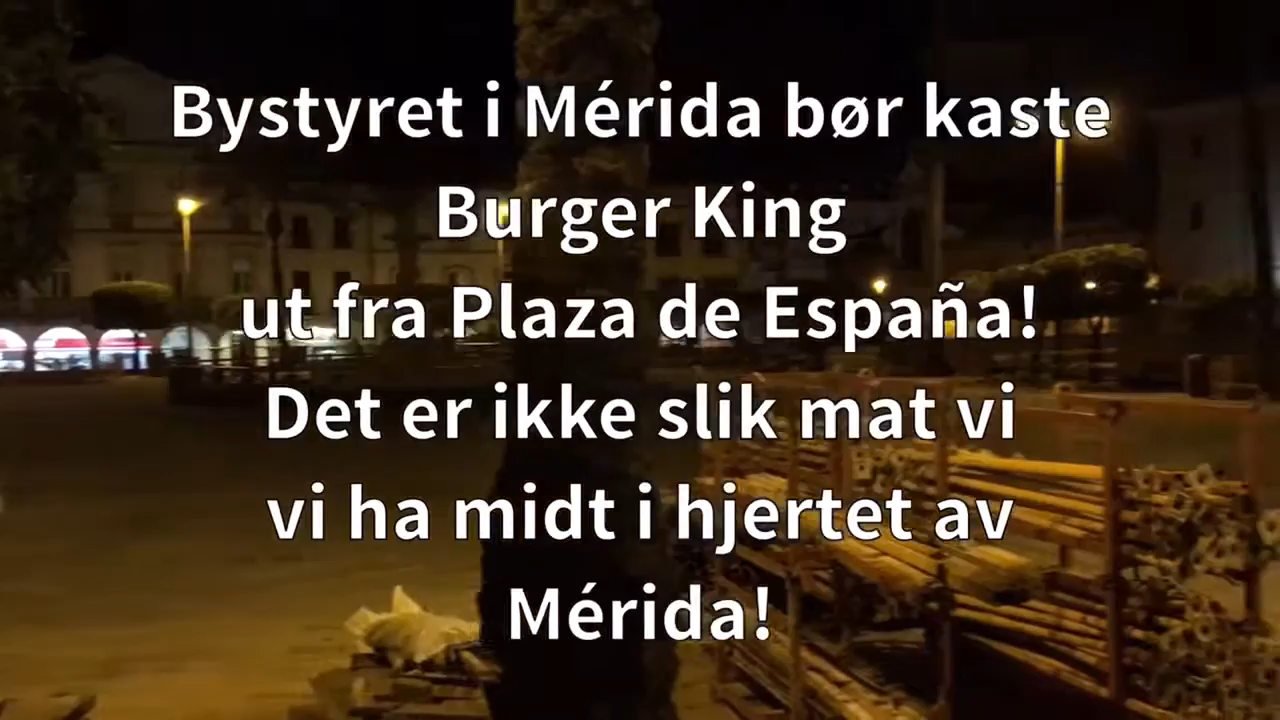 Bystyret i Mérida bør kaste
Burger King
ut fra Plaza de España!
Det er ikke slik mat vi
vi ha midt i hjertet av
Mérida!